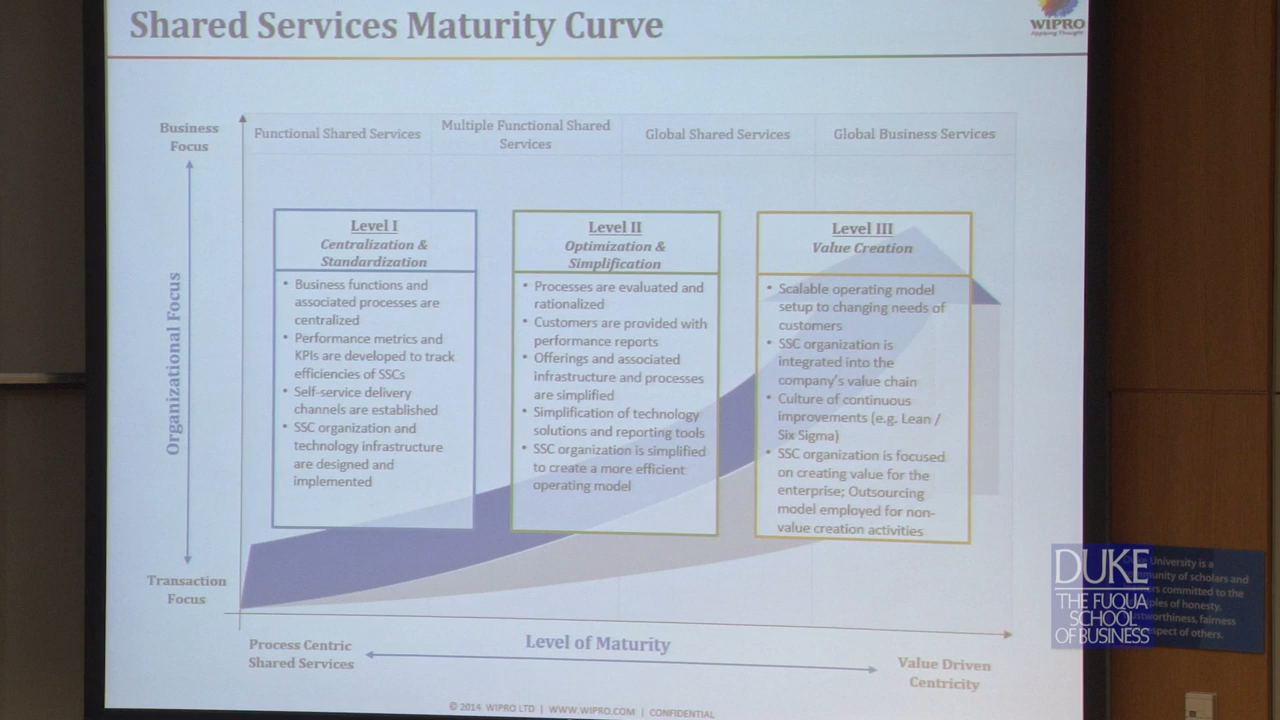 Shared Services Maturity Curve
WIPRO
Applying Thought
Business
Focus
Functional Shared Services
Multiple Functional Shared
Services
Global Shared Services
Global Business Services
Organizational Focus
Level I
Centralization &
Standardization
• Business functions and
associated processes are
centralized
• Performance metrics and
KPIs are developed to track
efficiencies of SSCs
• Self-service delivery
channels are established
• SSC organization and
technology infrastructure
are designed and
implemented
Level II
Optimization &
Simplification
• Processes are evaluated and
rationalized
• Customers are provided with
performance reports
• Offerings and associated
infrastructure and processes
are simplified
• Simplification of technology
solutions and reporting tools
• SSC organization is simplified
to create a more efficient
operating model
Level III
Value Creation
• Scalable operating model
setup to changing needs of
customers
• SSC organization is
integrated into the
company's value chain
• Culture of continuous
improvements (e.g. Lean /
Six Sigma)
• SSC organization is focused
on creating value for the
enterprise; Outsourcing
model employed for non-
value creation activities
Transaction
Focus
Process Centric
Shared Services
Level of Maturity
Value Driven
Centricity
© 2014 WIPRO LTD | WWW.WIPRO.COM | CONFIDENTIAL
DUKE
THE FUQUA
SCHOOL
OF BUSINESS
University is a
of scholars and
committed to the
of honesty,
fairness
of others.